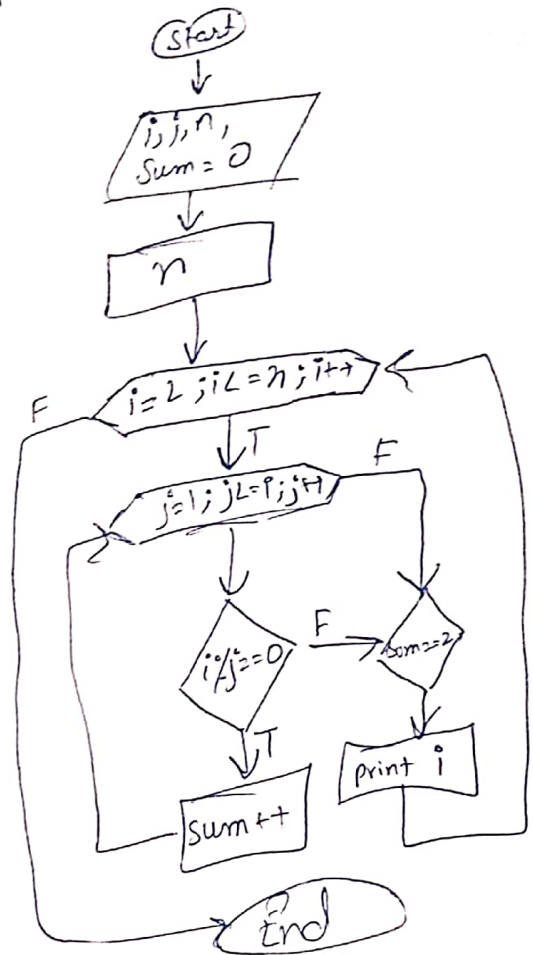 Start
i, j, n,
Sum = 0
n
i=2 ; i<=n ; i++
F
T
F
j=1 ; j<=i ; j++
i%j==0
F
Sum==2
T
print i
Sum++
End